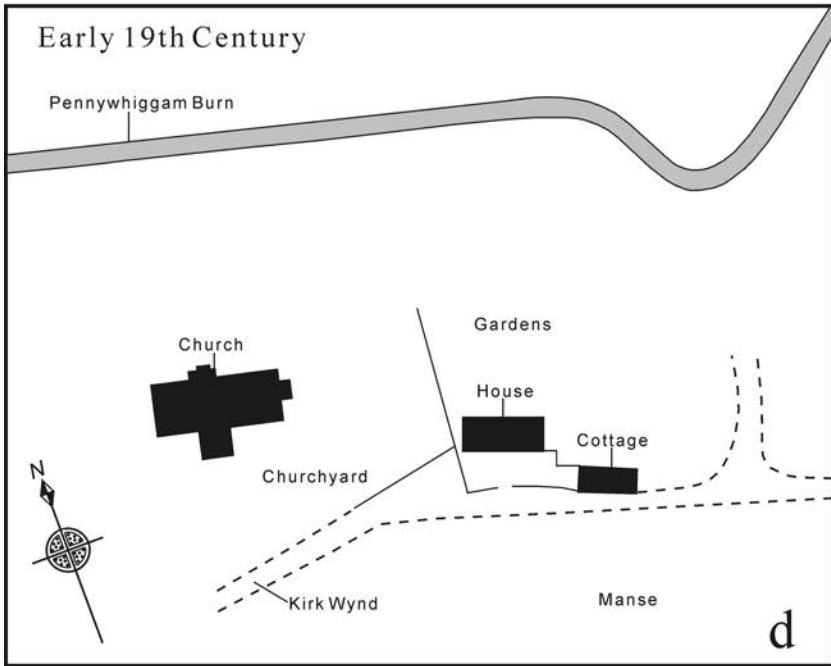 Early 19th Century
Pennywhiggam Burn
Gardens
Church
House
Cottage
Churchyard
N
Kirk Wynd
Manse
d